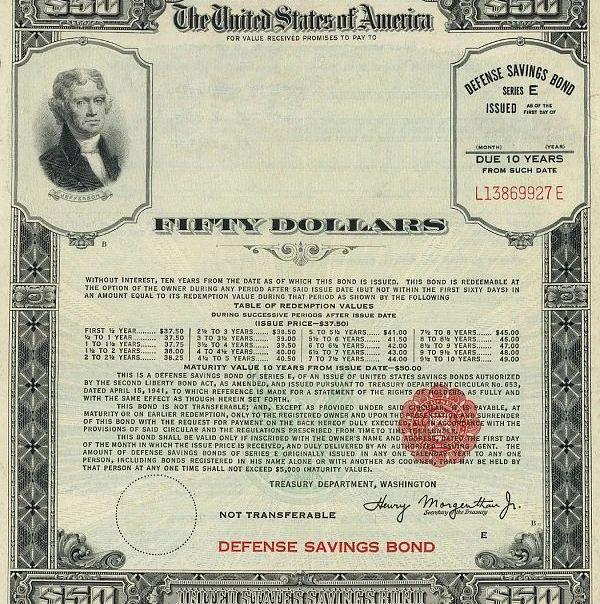 $50 $50
The United States of America
FOR VALUE RECEIVED PROMISES TO PAY TO
DEFENSE SAVINGS BOND
SERIES E
ISSUED AS OF THE FIRST DAY OF
(MONTH) (YEAR)
DUE 10 YEARS
FROM SUCH DATE
L13869927E
JEFFERSON
B
FIFTY DOLLARS
WITHOUT INTEREST, TEN YEARS FROM THE DATE AS OF WHICH THIS BOND IS ISSUED. THIS BOND IS REDEEMABLE AT
THE OPTION OF THE OWNER DURING ANY PERIOD AFTER SAID ISSUE DATE (BUT NOT WITHIN THE FIRST SIXTY DAYS) IN
AN AMOUNT EQUAL TO ITS REDEMPTION VALUE DURING THAT PERIOD AS SHOWN BY THE FOLLOWING
TABLE OF REDEMPTION VALUES
DURING SUCCESSIVE PERIODS AFTER ISSUE DATE
(ISSUE PRICE—$37.50)
FIRST ½ YEAR...... $37.50 2½ TO 3 YEARS...... $38.50 5 TO 5½ YEARS...... $41.00 7½ TO 8 YEARS...... $45.00
½ TO 1 YEAR...... 37.50 3 TO 3½ YEARS...... 39.00 5½ TO 6 YEARS...... 41.50 8 TO 8½ YEARS...... 46.00
1 TO 1½ YEARS...... 37.75 3½ TO 4 YEARS...... 39.50 6 TO 6½ YEARS...... 42.00 8½ TO 9 YEARS...... 47.00
1½ TO 2 YEARS...... 38.00 4 TO 4½ YEARS...... 40.00 6½ TO 7 YEARS...... 43.00 9 TO 9½ YEARS...... 48.00
2 TO 2½ YEARS...... 38.25 4½ TO 5 YEARS...... 40.50 7 TO 7½ YEARS...... 44.00 9½ TO 10 YEARS...... 49.00
MATURITY VALUE 10 YEARS FROM ISSUE DATE—$50.00
THIS IS A DEFENSE SAVINGS BOND OF SERIES E, OF AN ISSUE OF UNITED STATES SAVINGS BONDS AUTHORIZED
BY THE SECOND LIBERTY BOND ACT, AS AMENDED, AND ISSUED PURSUANT TO TREASURY DEPARTMENT CIRCULAR No. 653,
DATED APRIL 15, 1941, TO WHICH REFERENCE IS MADE FOR A STATEMENT OF THE RIGHTS AS FULLY AND
WITH THE SAME EFFECT AS THOUGH HEREIN SET FORTH.
THIS BOND IS NOT TRANSFERABLE; AND, EXCEPT AS PROVIDED UNDER SAID PAYABLE, AT
MATURITY OR ON EARLIER REDEMPTION, ONLY TO THE REGISTERED OWNER AND UPON PRESENTATION AND SURRENDER
OF THIS BOND WITH THE REQUEST FOR PAYMENT ON THE BACK HEREOF DULY EXECUTED, ALL IN ACCORDANCE WITH THE
PROVISIONS OF SAID CIRCULAR AND THE REGULATIONS PRESCRIBED FROM TIME TO TIME
THIS BOND SHALL BE VALID ONLY IF INSCRIBED WITH THE OWNER'S NAME AND ADDRESS, THE FIRST DAY
OF THE MONTH IN WHICH THE ISSUE PRICE IS RECEIVED, AND DULY DELIVERED BY AN AUTHORIZED ISSUING AGENT. THE
AMOUNT OF DEFENSE SAVINGS BONDS OF SERIES E ORIGINALLY ISSUED IN ANY ONE CALENDAR YEAR TO ANY ONE
PERSON, INCLUDING BONDS REGISTERED IN HIS NAME ALONE OR WITH ANOTHER AS COOWNER, THAT MAY BE HELD BY
THAT PERSON AT ANY ONE TIME SHALL NOT EXCEED $5,000 (MATURITY VALUE).
TREASURY DEPARTMENT, WASHINGTON
Henry Morgenthau Jr.
Secretary of the Treasury
NOT TRANSFERABLE
B
E
DEFENSE SAVINGS BOND
$50 UNITED STATES SAVINGS BOND $50